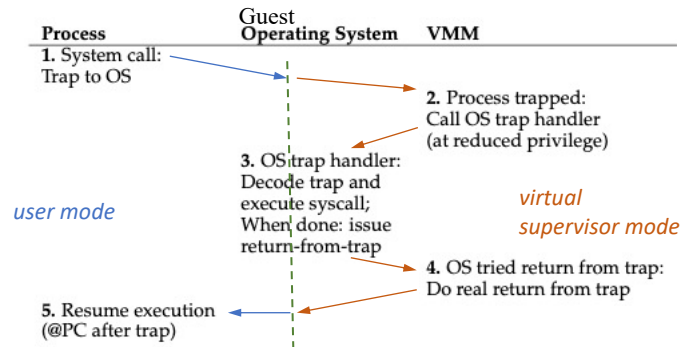 Guest
Process Operating System VMM
1. System call:
Trap to OS
2. Process trapped:
Call OS trap handler
(at reduced privilege)
3. OS trap handler:
Decode trap and
execute syscall;
When done: issue
return-from-trap
user mode
virtual
supervisor mode
4. OS tried return from trap:
Do real return from trap
5. Resume execution
(@PC after trap)